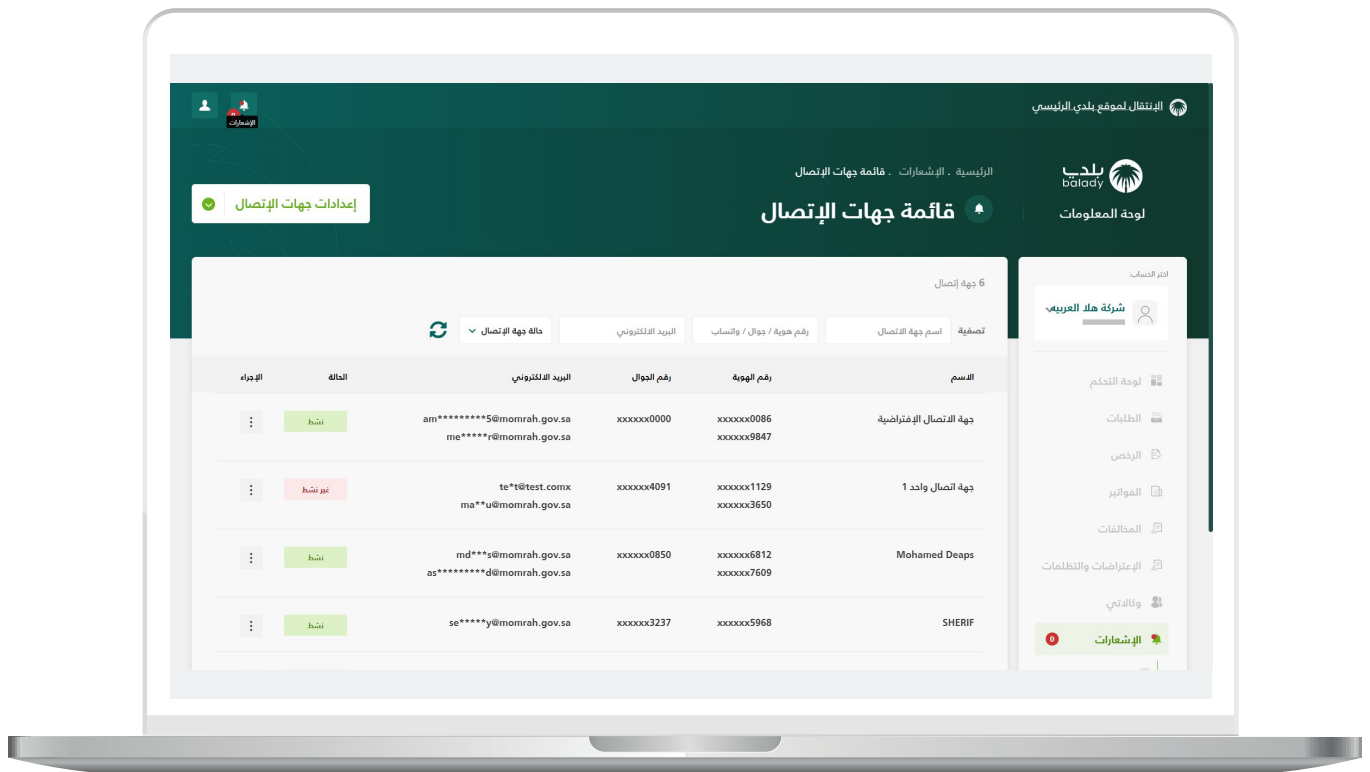 الإنتقال لموقع بلدي الرئيسي
0
الإشعارات
بلدي
balady
لوحة المعلومات
الرئيسية . الإشعارات . قائمة جهات الإتصال
قائمة جهات الإتصال
إعدادات جهات الإتصال
اختر الحساب:
شركة هلا العربيه
لوحة التحكم
الطلبات
الرخص
الفواتير
المخالفات
الإعتراضات والتظلمات
وكالاتي
الإشعارات 0
6 جهة إتصال
تصفية اسم جهة الاتصال رقم هوية / جوال / واتساب البريد الالكتروني حالة جهة الإتصال
الاسم رقم الهوية رقم الجوال البريد الالكتروني الحالة الإجراء
جهة الاتصال الإفتراضية xxxxxx0086 xxxxxx0000 am*********5@momrah.gov.sa نشط
xxxxxx9847 me*****r@momrah.gov.sa
جهة اتصال واحد 1 xxxxxx1129 xxxxxx4091 te*t@test.comx غير نشط
xxxxxx3650 ma**u@momrah.gov.sa
Mohamed Deaps xxxxxx6812 xxxxxx0850 md***s@momrah.gov.sa نشط
xxxxxx7609 as*********d@momrah.gov.sa
SHERIF xxxxxx5968 xxxxxx3237 se*****y@momrah.gov.sa نشط